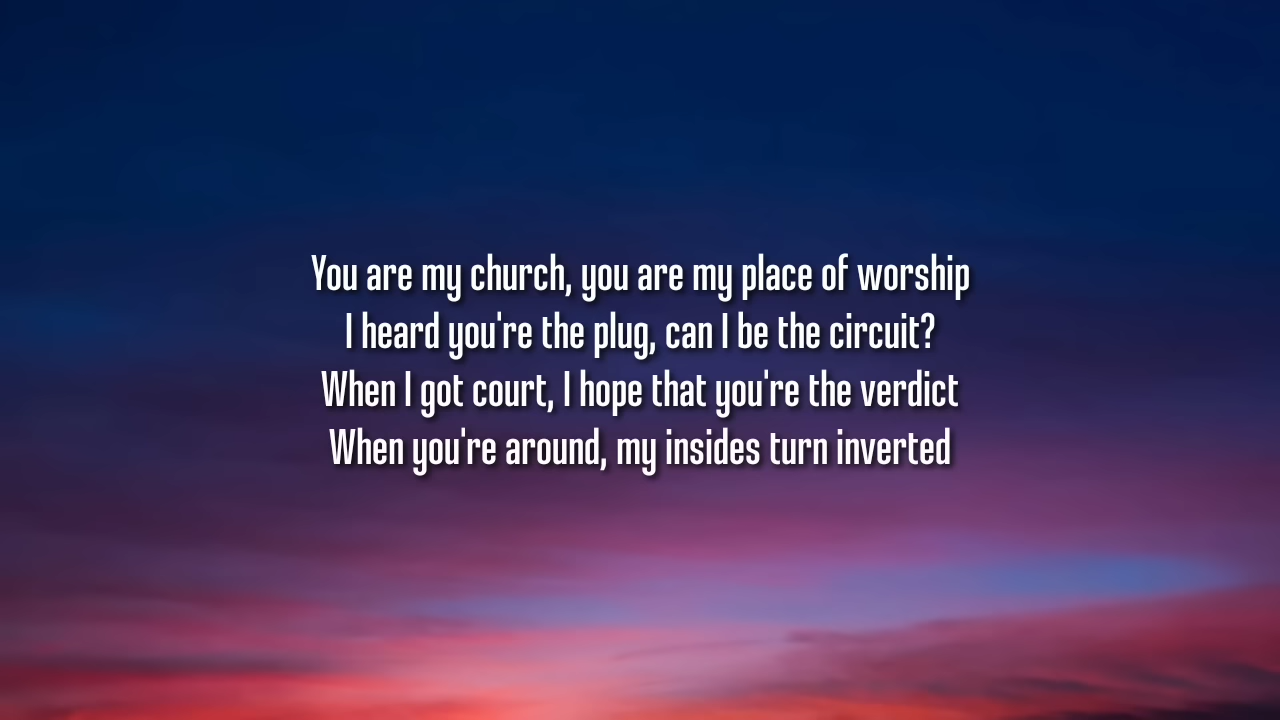 You are my church, you are my place of worship
I heard you're the plug, can I be the circuit?
When I got court, I hope that you're the verdict
When you're around, my insides turn inverted